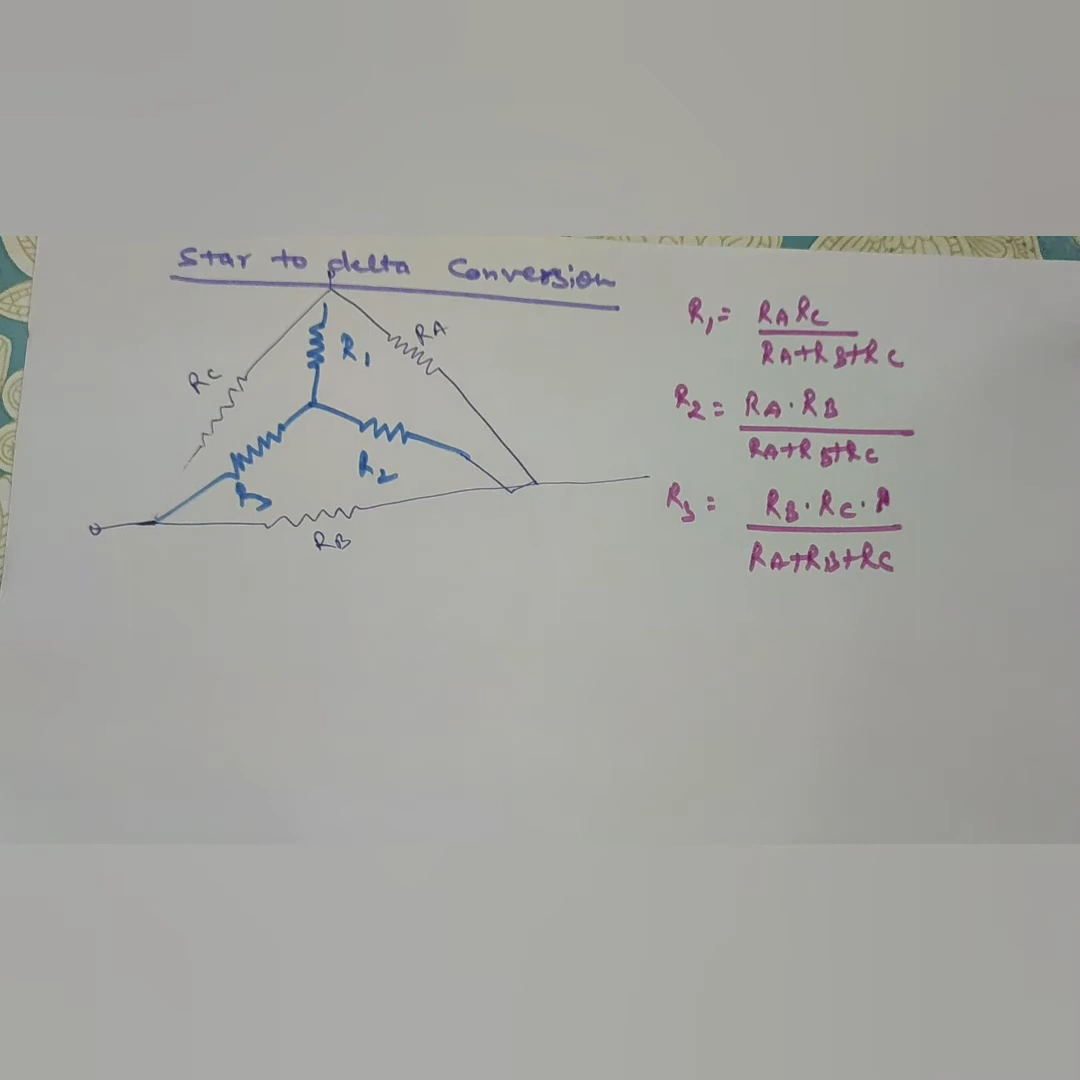 Star to delta Conversion
RC
R1
RA
R3
R2
RB
R1 = RA RC
RA+RB+RC
R2 = RA·RB
RA+RB+RC
R3 = RB·RC·
RA+RB+RC